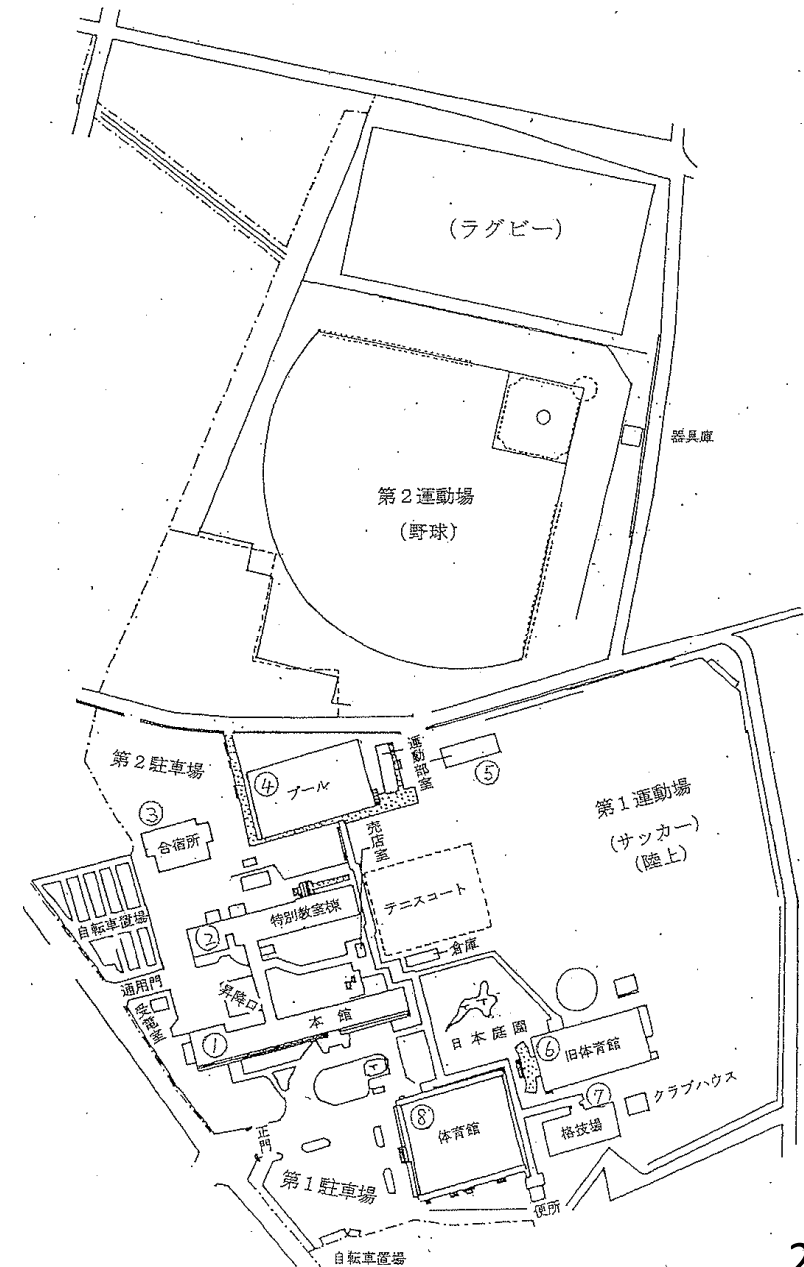 (ラグビー)
器具庫
第2運動場
(野球)
第2駐車場
④
プール
運動部室
⑤
第1運動場
(サッカー)
(陸上)
③
合宿所
売店室
自転車置場
②
特別教室棟
テニスコート
倉庫
通用門
受電室
昇降口
①
本館
日本庭園
⑥
旧体育館
⑦
クラブハウス
格技場
⑧
体育館
正門
第1駐車場
便所
自転車置場
2